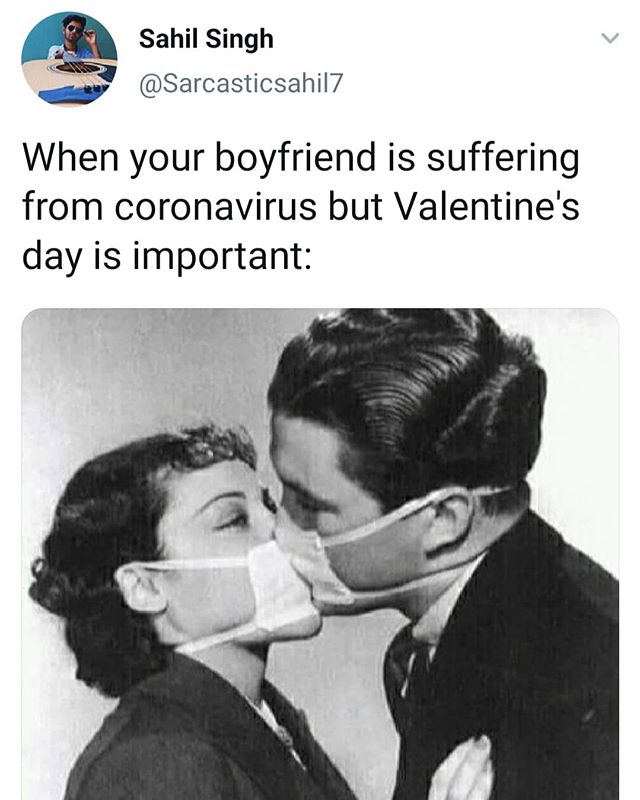 Sahil Singh
@Sarcasticsahil7
When your boyfriend is suffering
from coronavirus but Valentine's
day is important: